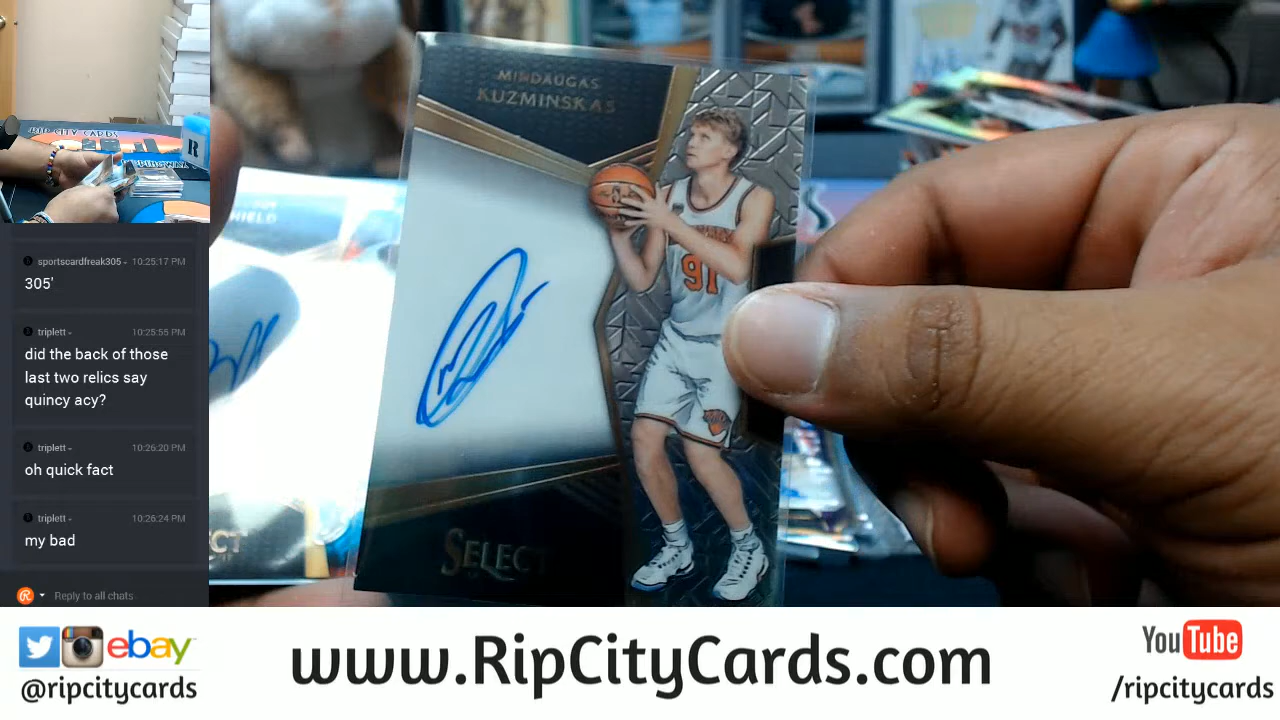 RIP CITY CARDS
R
sportscardfreak305 - 10:25:17 PM
305'
triplett - 10:25:55 PM
did the back of those
last two relics say
quincy acy?
triplett - 10:26:20 PM
oh quick fact
triplett - 10:26:24 PM
my bad
Reply to all chats
MINDAUGAS
KUZMINSKAS
91
SELECT
ebay
@ripcitycards
www.RipCityCards.com
YouTube
/ripcitycards